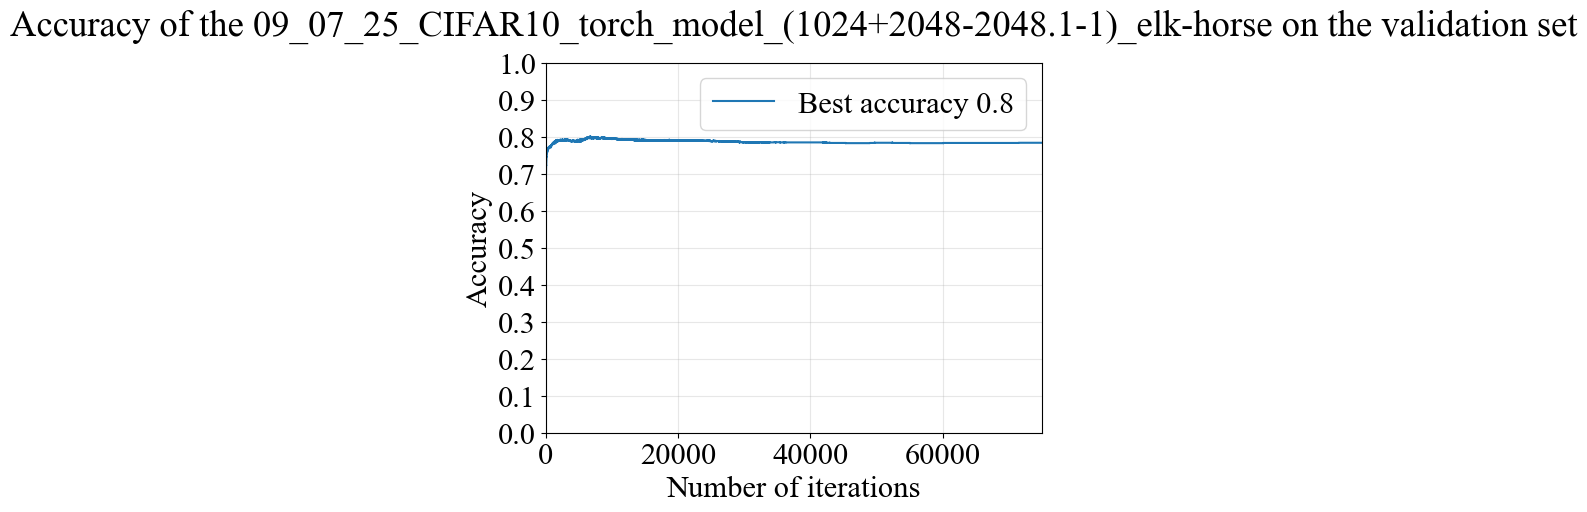 Accuracy of the 09_07_25_CIFAR10_torch_model_(1024+2048-2048.1-1)_elk-horse on the validation set
Best accuracy 0.8
Accuracy
1.0
0.9
0.8
0.7
0.6
0.5
0.4
0.3
0.2
0.1
0.0
0 20000 40000 60000
Number of iterations